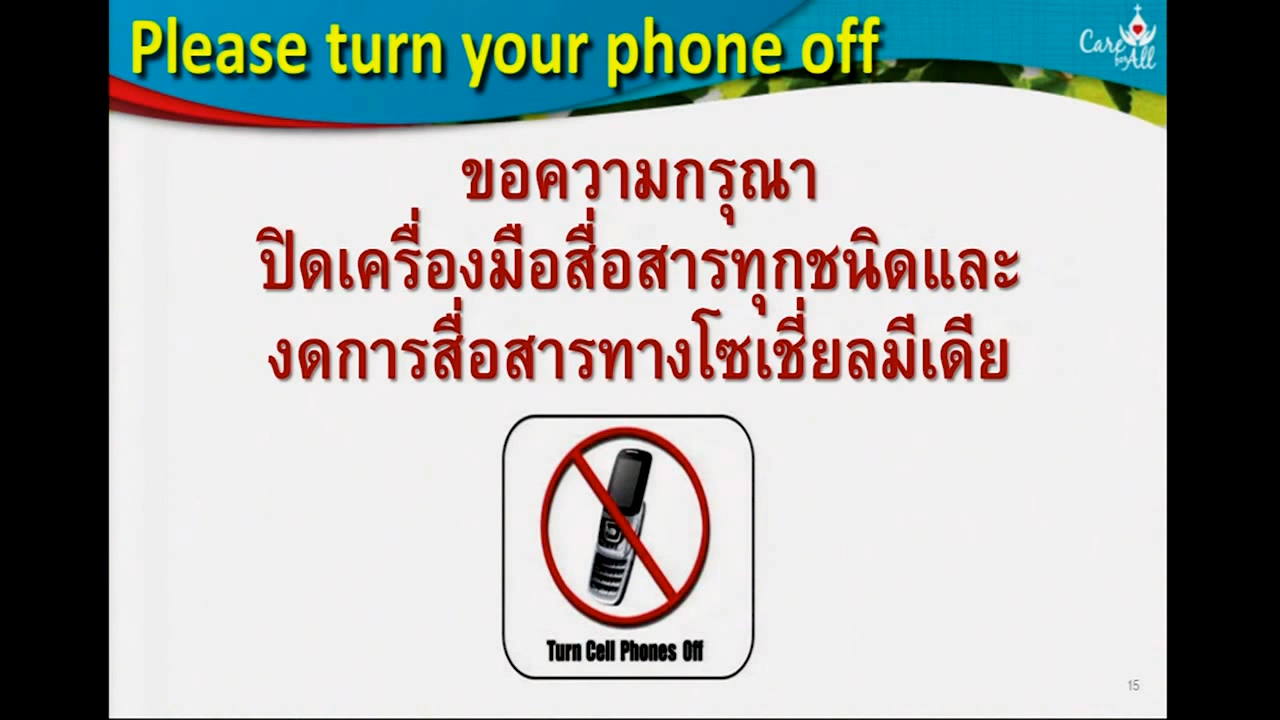 Please turn your phone off
Care
for All
ขอความกรุณา
ปิดเครื่องมือสื่อสารทุกชนิดและ
งดการสื่อสารทางโซเชี่ยลมีเดีย
Turn Cell Phones Off
15